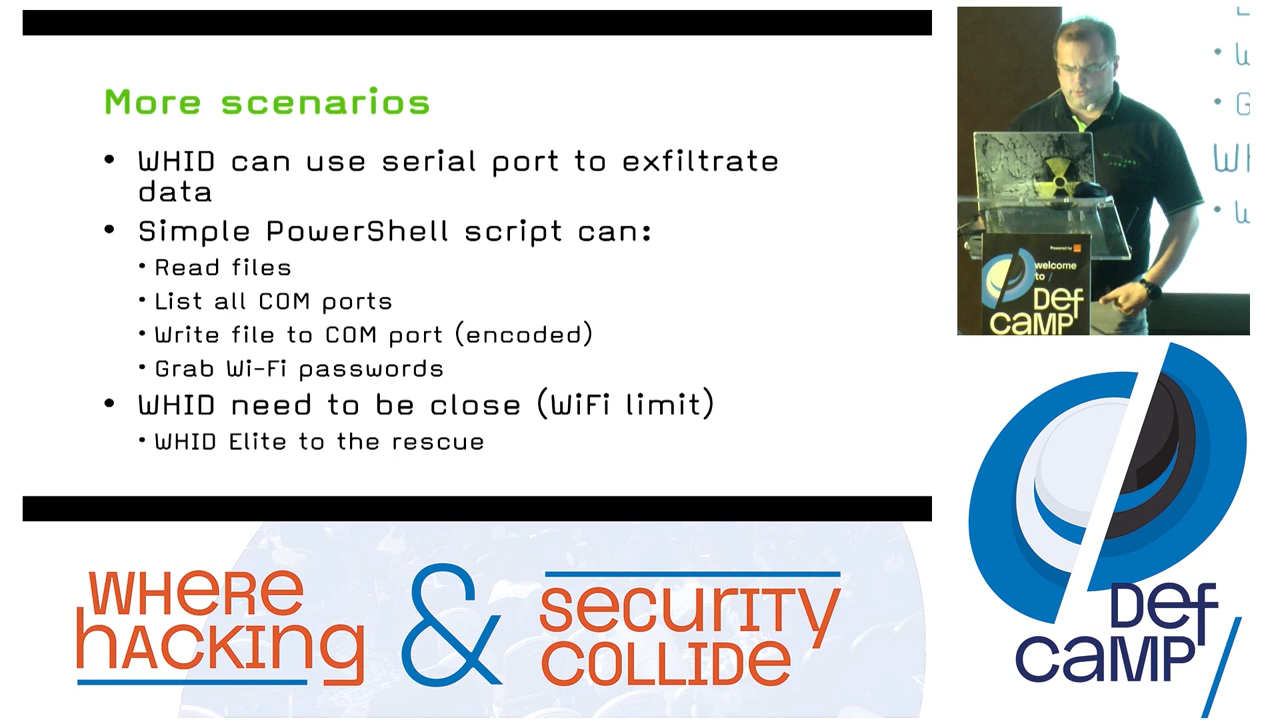 More scenarios
• WHID can use serial port to exfiltrate
data
• Simple PowerShell script can:
• Read files
• List all COM ports
• Write file to COM port (encoded)
• Grab Wi-Fi passwords
• WHID need to be close (WiFi limit)
• WHID Elite to the rescue
Powered by
welcome
to /
Def
caMP
WHere
hACKing
&
securITy
COLLIDe
Def
caMP/